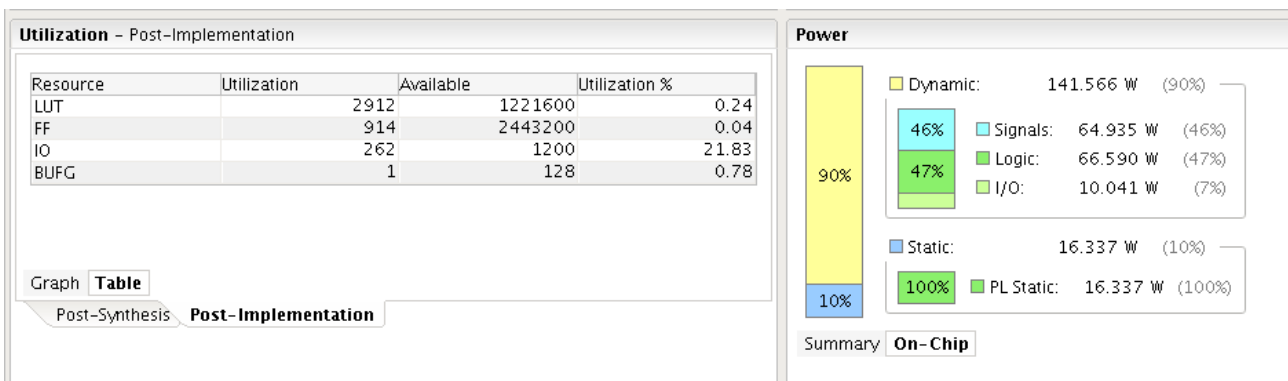 Utilization - Post-Implementation
Resource Utilization Available Utilization %
LUT 2912 1221600 0.24
FF 914 2443200 0.04
IO 262 1200 21.83
BUFG 1 128 0.78
Graph Table
Post-Synthesis Post-Implementation
Power
90%
10%
Dynamic: 141.566 W (90%)
46% Signals: 64.935 W (46%)
47% Logic: 66.590 W (47%)
I/O: 10.041 W (7%)
Static: 16.337 W (10%)
100% PL Static: 16.337 W (100%)
Summary On-Chip